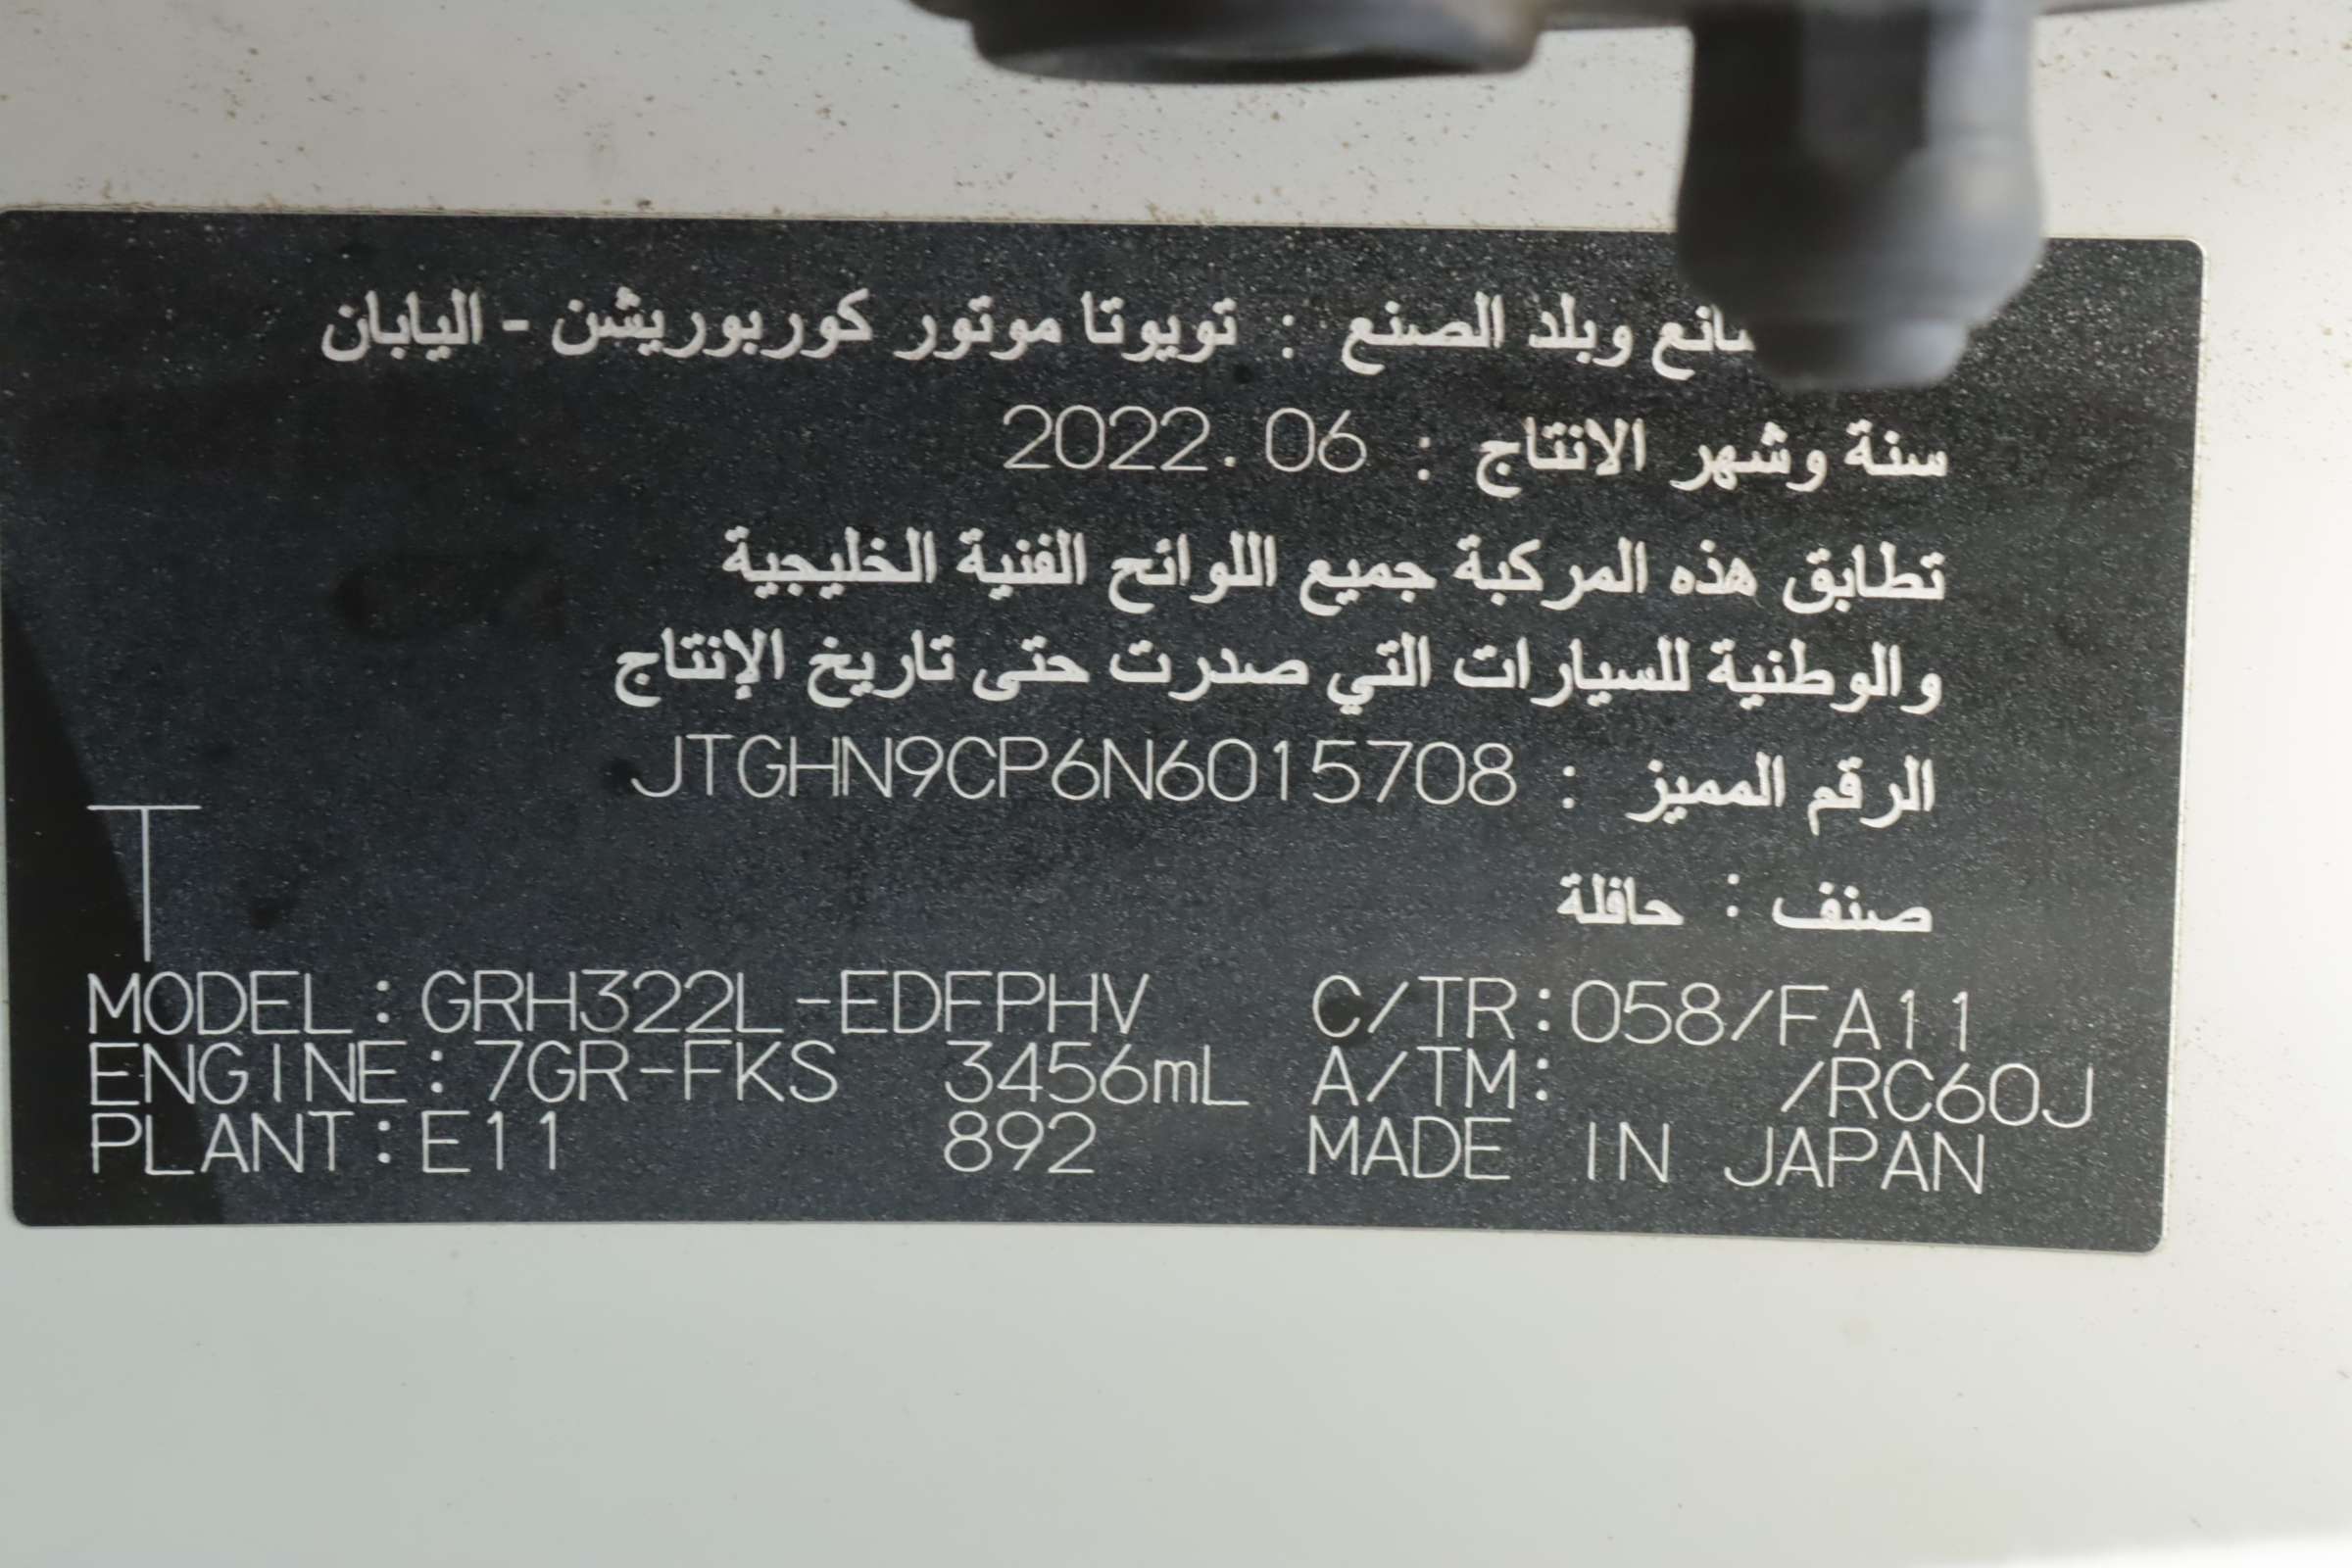 وبلد الصنع : تويوتا موتور كوربوريشن - اليابان
سنة وشهر الانتاج : 2022.06
تطابق هذه المركبة جميع اللوائح الفنية الخليجية
والوطنية للسيارات التي صدرت حتى تاريخ الإنتاج
الرقم المميز : JTGHN9CP6N6015708
صنف : حافلة
T
MODEL:GRH322L-EDFPHV C/TR:058/FA11
ENGINE:7GR-FKS 3456mL A/TM: /RC60J
PLANT:E11 892 MADE IN JAPAN